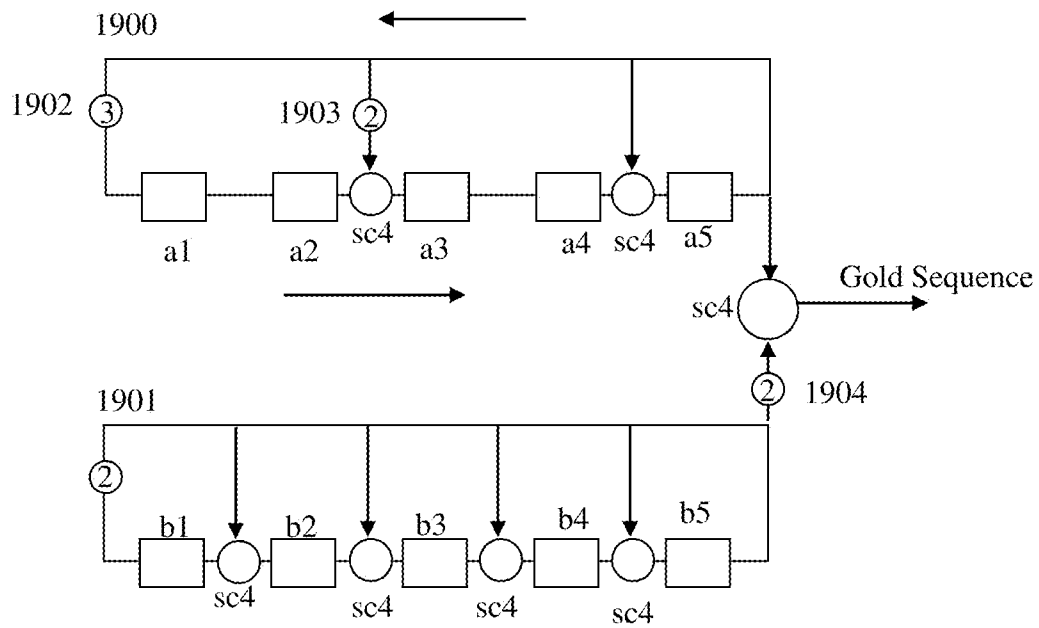 1900
1902 3 1903 2
a1 a2 sc4 a3 a4 sc4 a5
Gold Sequence
sc4
1901
2 1904
2
b1 b2 b3 b4 b5
sc4 sc4 sc4 sc4